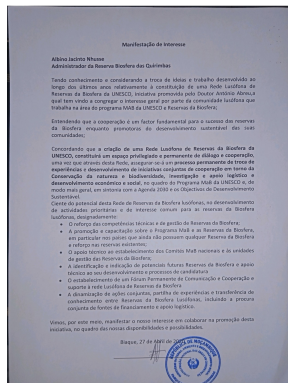 Manifestação de Interesse
Albino Jacinto Nhusse
Administrador da Reserva Biosfera das Quirimbas
Tendo conhecimento e considerando a troca de ideias e trabalho desenvolvido ao
longo dos últimos anos relativamente à constituição de uma Rede Lusófona de
Reservas da Biosfera da UNESCO, iniciativa promovida pelo Doutor António Abreu, a
qual tem vindo a congregar o interesse geral por parte da comunidade lusófona que
trabalha na área do programa MAB da UNESCO e Reservas da Biosfera;
Entendendo que a cooperação é um factor fundamental para o sucesso das reservas
da Biosfera enquanto promotoras do desenvolvimento sustentável das suas
comunidades;
Concordando que a criação de uma Rede Lusófona de Reservas da Biosfera da
UNESCO, constituirá um espaço privilegiado e permanente de diálogo e cooperação,
uma vez que através desta Rede, assegurar-se-á um processo permanente de troca de
experiências e desenvolvimento de iniciativas conjuntas de cooperação em torno da
Conservação da natureza e biodiversidade, investigação e apoio logístico e
desenvolvimento económico e social, no quadro do Programa MAB da UNESCO e, de
modo mais geral, em sintonia com a Agenda 2030 e os Objectivos de Desenvolvimento
Sustentável.
Ciente do potencial desta Rede de Reservas da Biosfera lusófonas, no desenvolvimento
de actividades prioritárias e de interesse comum para as reservas da Biosfera
lusófonas, designadamente:
• O reforço das competências técnicas e de gestão de Reservas da Biosfera;
• A promoção e capacitação sobre o Programa MaB e as Reservas da Biosfera,
em particular nos países que ainda não possuem qualquer Reserva da Biosfera
e reforço nas reservas existentes;
• O apoio técnico ao estabelecimento dos Comités MaB nacionais e às unidades
de gestão das Reservas da Biosfera;
• A identificação e indicação de potenciais futuras Reservas da Biosfera e apoio
técnico ao seu desenvolvimento e processos de candidatura
• O estabelecimento de um Fórum Permanente de Comunicação e Cooperação e
suporte à rede Lusófona de Reservas da Biosfera.
• A dinamização de ações conjuntas, partilha de experiências e transferência de
conhecimento entre Reservas da Biosfera Lusófonas, incluindo a procura
conjunta de fontes de financiamento e apoio logístico.
Vimos, por este meio, manifestar o nosso interesse em colaborar na promoção desta
iniciativa, no quadro das nossas disponibilidades e possibilidades.
Ibiaque, 27 de Abril de
REPÚBLICA DE MOÇAMBIQUE